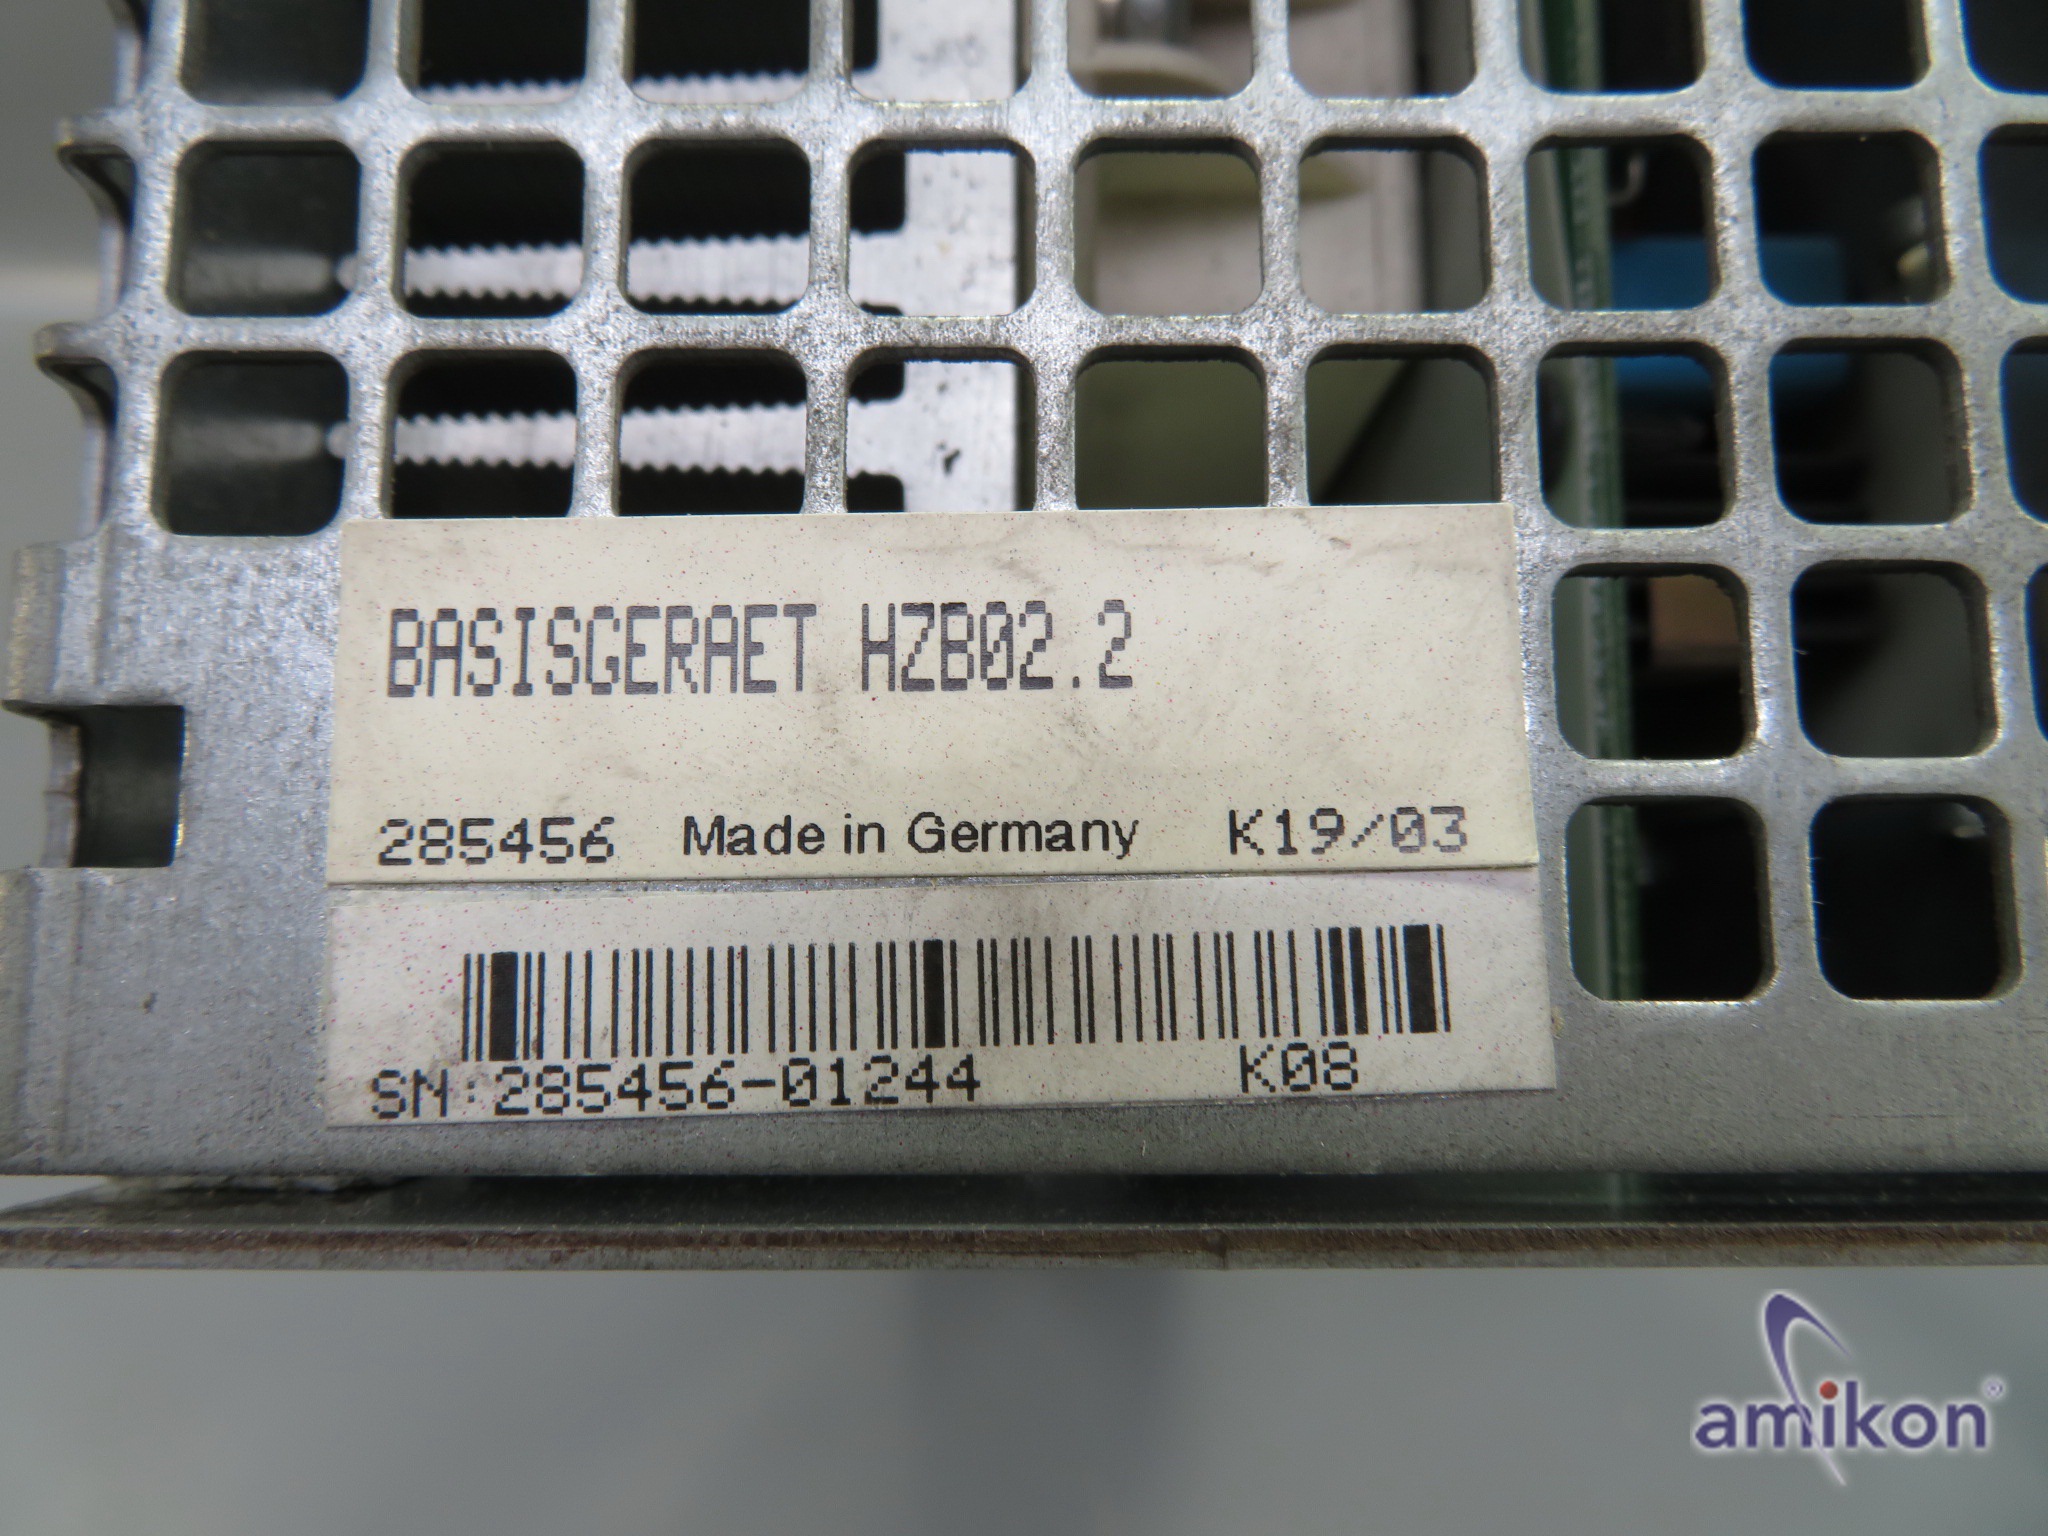 BASISGERAET HZB02.2
285456 Made in Germany K19/03
SN:285456-01244 K08
amikon®